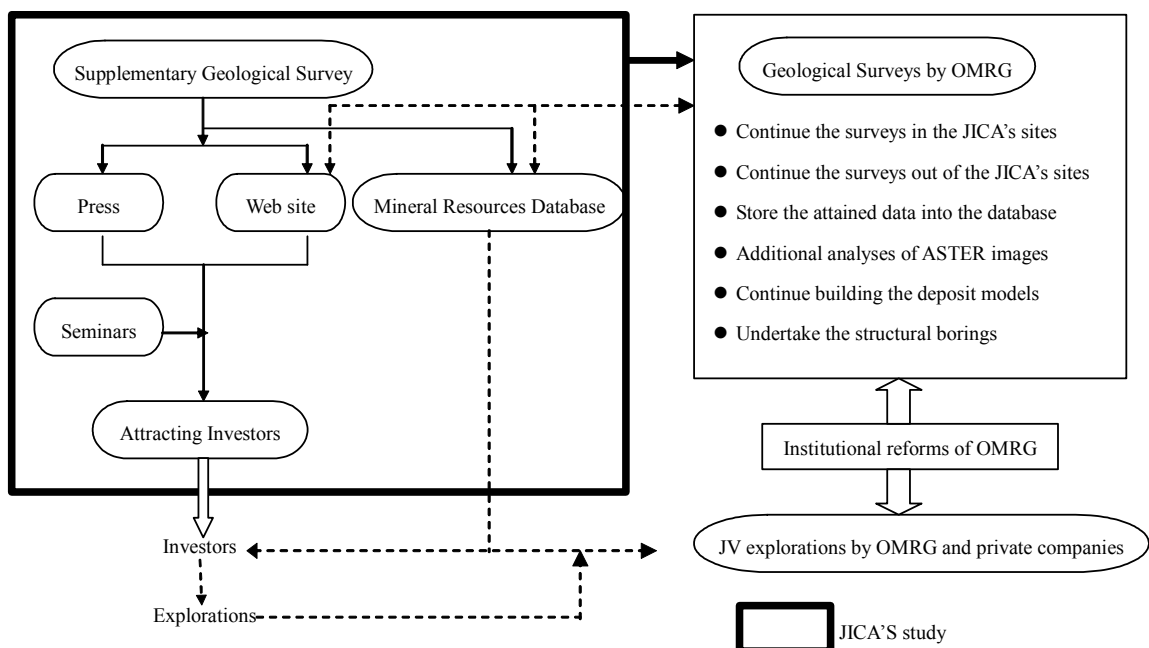 Supplementary Geological Survey
Press
Web site
Mineral Resources Database
Seminars
Attracting Investors
Investors
Explorations
Geological Surveys by OMRG
● Continue the surveys in the JICA's sites
● Continue the surveys out of the JICA's sites
● Store the attained data into the database
● Additional analyses of ASTER images
● Continue building the deposit models
● Undertake the structural borings
Institutional reforms of OMRG
JV explorations by OMRG and private companies
JICA'S study